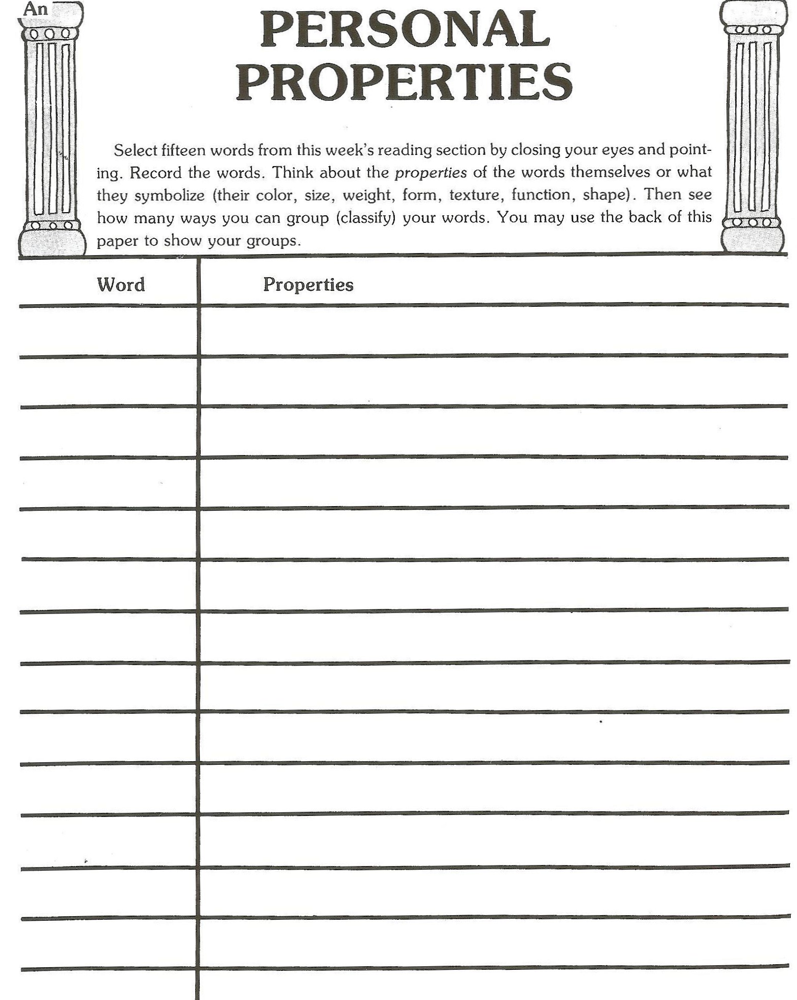 An
PERSONAL
PROPERTIES
Select fifteen words from this week's reading section by closing your eyes and point-
ing. Record the words. Think about the properties of the words themselves or what
they symbolize (their color, size, weight, form, texture, function, shape). Then see
how many ways you can group (classify) your words. You may use the back of this
paper to show your groups.
Word Properties